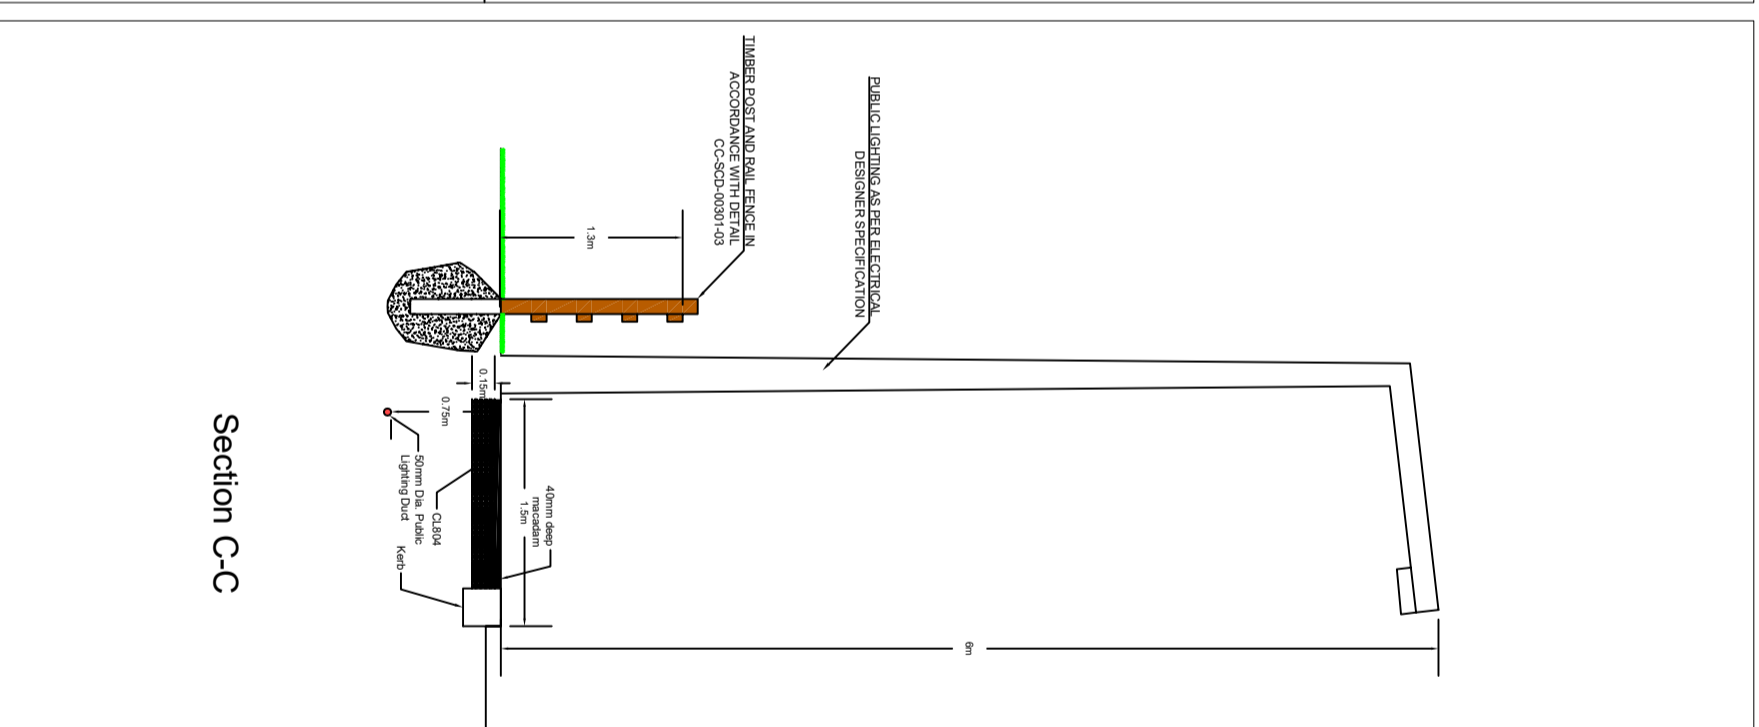 PUBLIC LIGHTING AS PER ELECTRICAL
DESIGNER SPECIFICATION
TIMBER POST AND RAIL FENCE IN
ACCORDANCE WITH DETAIL
CC-SCD-00301-03
6m
1.3m
40mm deep
macadam
1.5m
0.15m
0.75m
CL804
50mm Dia. Public
Lighting Duct
Kerb
Section C-C